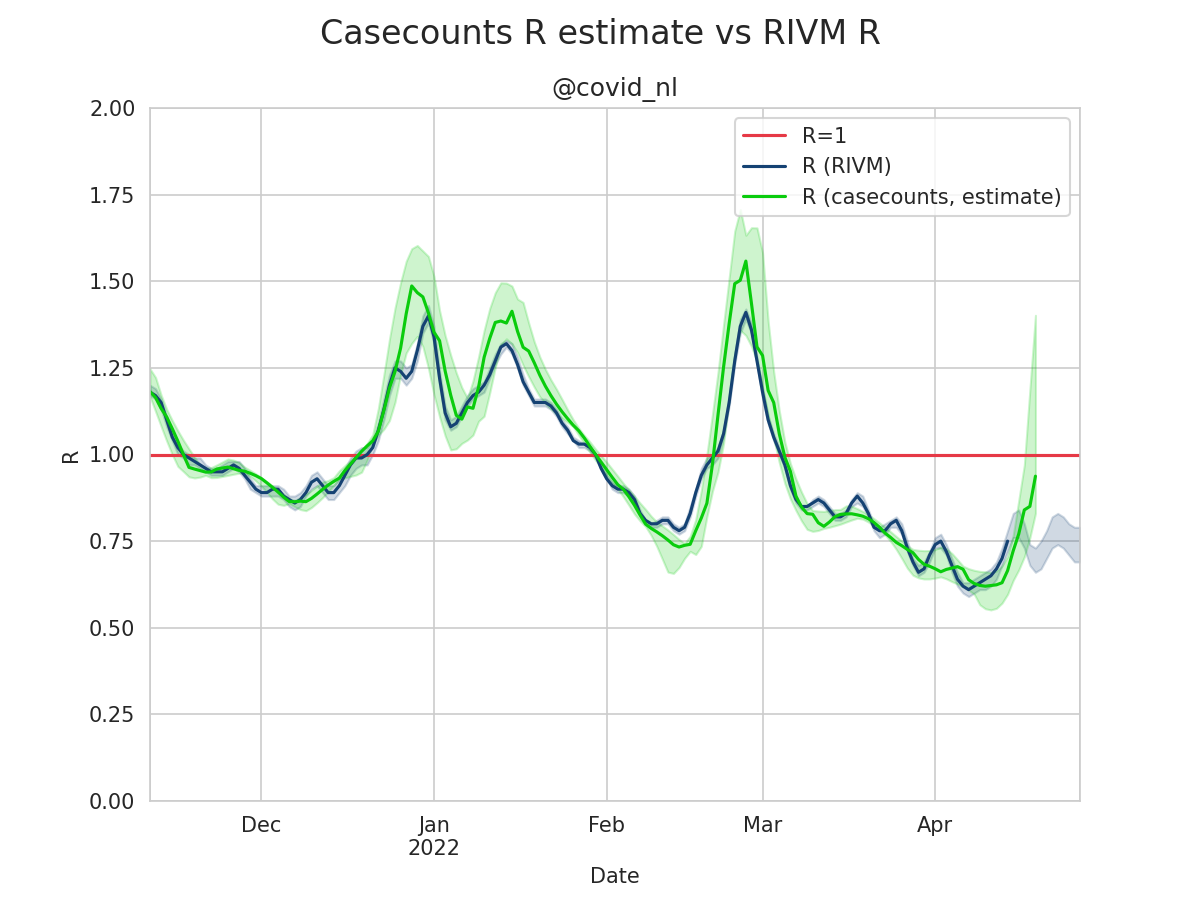 Casecounts R estimate vs RIVM R
@covid_nl
2.00
1.75
1.50
1.25
1.00
0.75
0.50
0.25
0.00
R
R=1
R (RIVM)
R (casecounts, estimate)
Dec
Jan
2022
Feb
Mar
Apr
Date